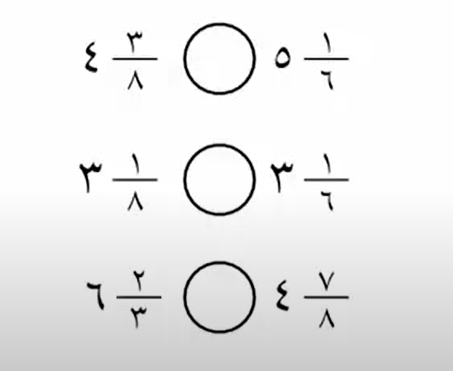 ٤ ٣/٨ ◯ ٥ ١/٦
٣ ١/٨ ◯ ٣ ١/٦
٦ ٢/٣ ◯ ٤ ٧/٨